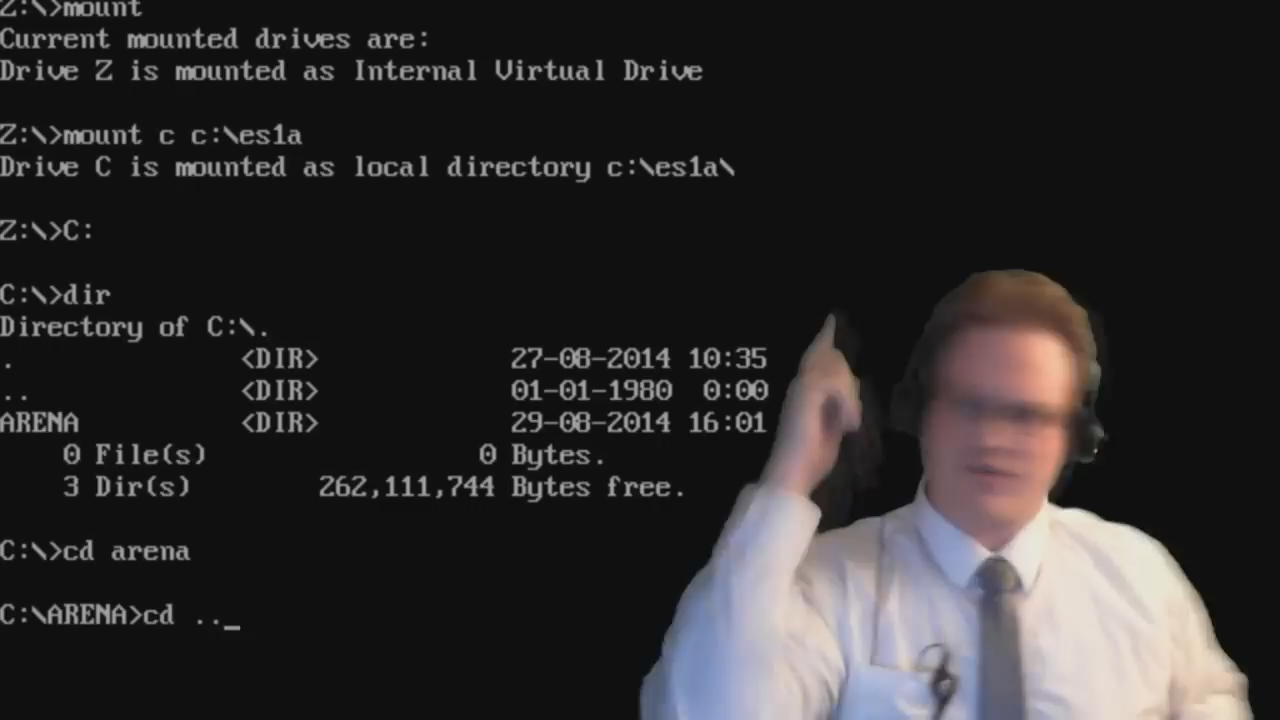 Z:\>mount
Current mounted drives are:
Drive Z is mounted as Internal Virtual Drive
Z:\>mount c c:\es1a
Drive C is mounted as local directory c:\es1a\
Z:\>C:
C:\>dir
Directory of C:\.
. <DIR> 27-08-2014 10:35
.. <DIR> 01-01-1980 0:00
ARENA <DIR> 29-08-2014 16:01
0 File(s) 0 Bytes.
3 Dir(s) 262,111,744 Bytes free.
C:\>cd arena
C:\ARENA>cd .._